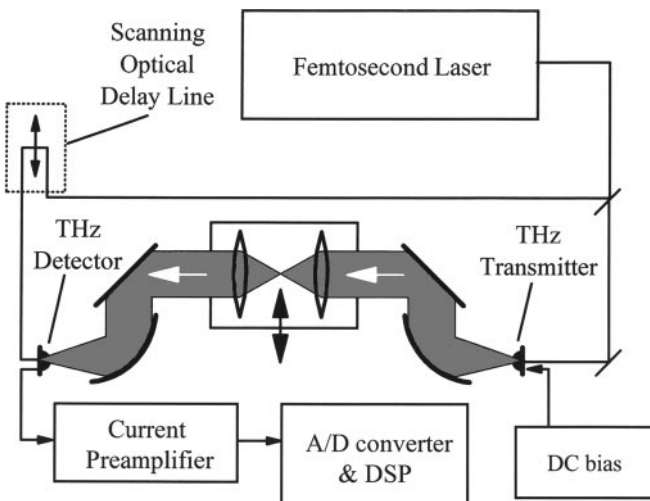 Scanning
Optical
Delay Line
Femtosecond Laser
THz
Detector
THz
Transmitter
Current
Preamplifier
A/D converter
& DSP
DC bias